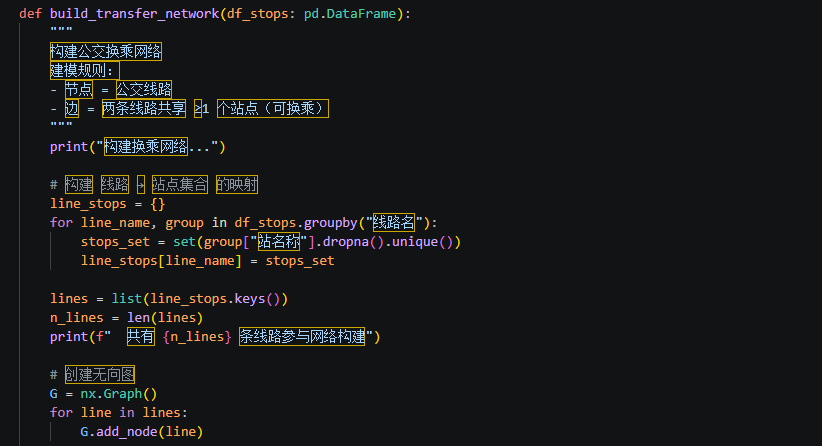 def build_transfer_network(df_stops: pd.DataFrame):
    """
    构建公交换乘网络
    建模规则：
    - 节点 = 公交线路
    - 边 = 两条线路共享 ≥1 个站点（可换乘）
    """
    print("构建换乘网络...")

    # 构建 线路 → 站点集合 的映射
    line_stops = {}
    for line_name, group in df_stops.groupby("线路名"):
        stops_set = set(group["站名称"].dropna().unique())
        line_stops[line_name] = stops_set

    lines = list(line_stops.keys())
    n_lines = len(lines)
    print(f"  共有 {n_lines} 条线路参与网络构建")

    # 创建无向图
    G = nx.Graph()
    for line in lines:
        G.add_node(line)